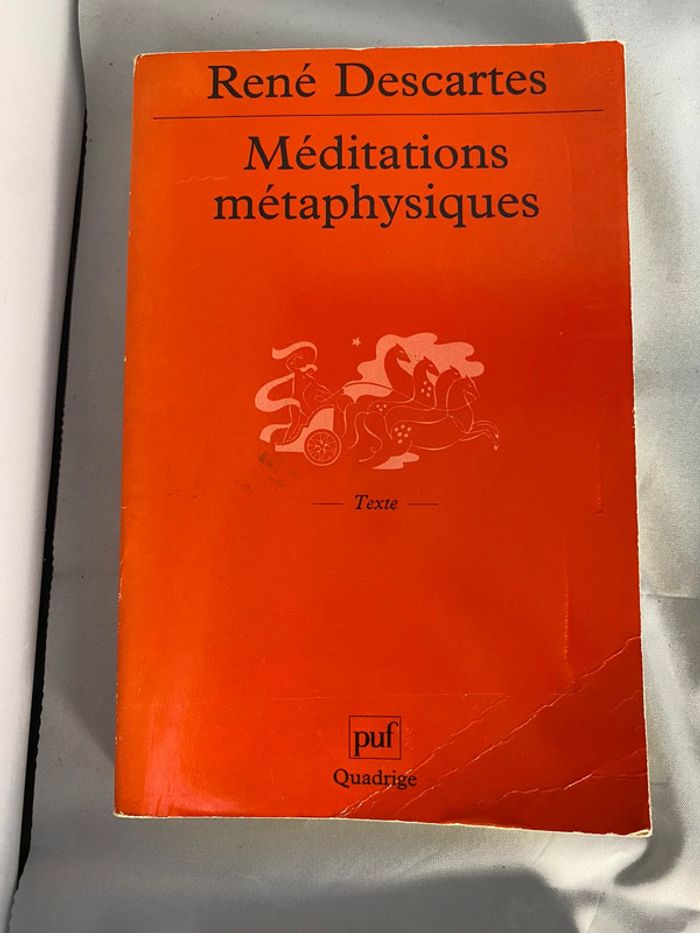 René Descartes
Méditations
métaphysiques
Texte
puf
Quadrige